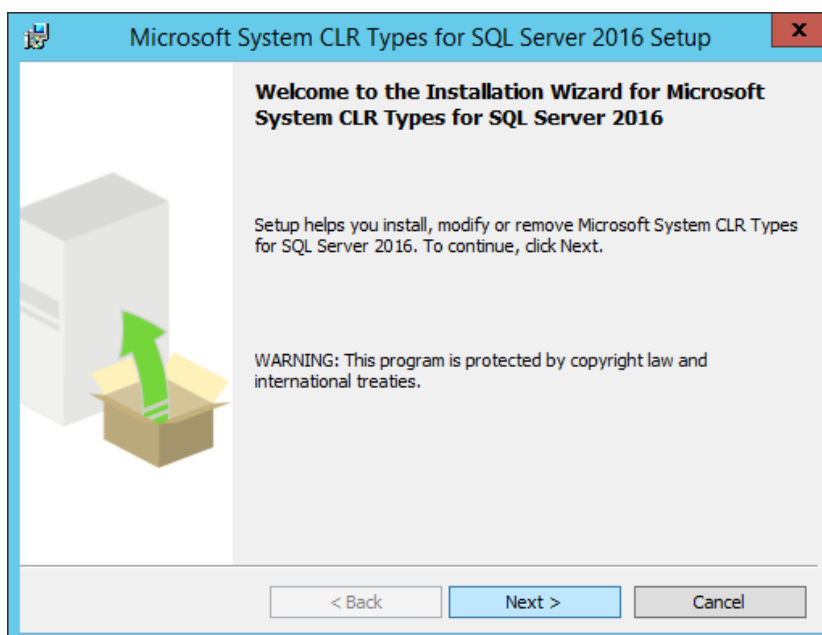 Microsoft System CLR Types for SQL Server 2016 Setup
x
Welcome to the Installation Wizard for Microsoft
System CLR Types for SQL Server 2016
Setup helps you install, modify or remove Microsoft System CLR Types
for SQL Server 2016. To continue, click Next.
WARNING: This program is protected by copyright law and
international treaties.
< Back
Next >
Cancel